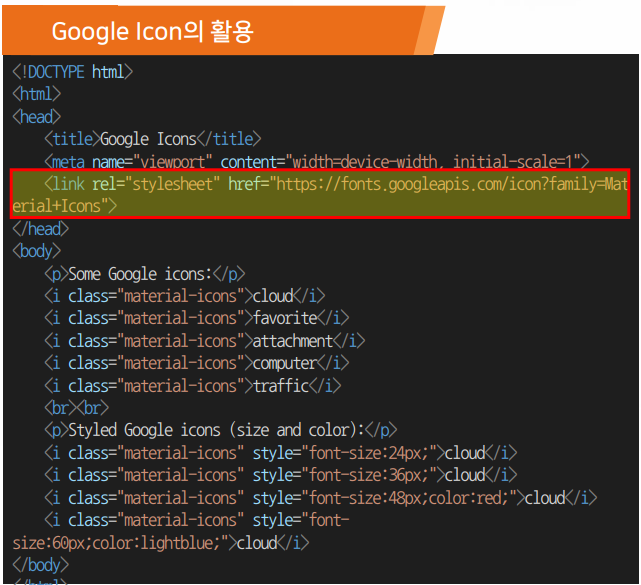 Google Icon의 활용
<!DOCTYPE html>
<html>
<head>
<title>Google Icons</title>
<meta name="viewport" content="width=device-width, initial-scale=1">
<link rel="stylesheet" href="https://fonts.googleapis.com/icon?family=Mat
erial+Icons">
</head>
<body>
<p>Some Google icons:</p>
<i class="material-icons">cloud</i>
<i class="material-icons">favorite</i>
<i class="material-icons">attachment</i>
<i class="material-icons">computer</i>
<i class="material-icons">traffic</i>
<br><br>
<p>Styled Google icons (size and color):</p>
<i class="material-icons" style="font-size:24px;">cloud</i>
<i class="material-icons" style="font-size:36px;">cloud</i>
<i class="material-icons" style="font-size:48px;color:red;">cloud</i>
<i class="material-icons" style="font-
size:60px;color:lightblue;">cloud</i>
</body>
</html>